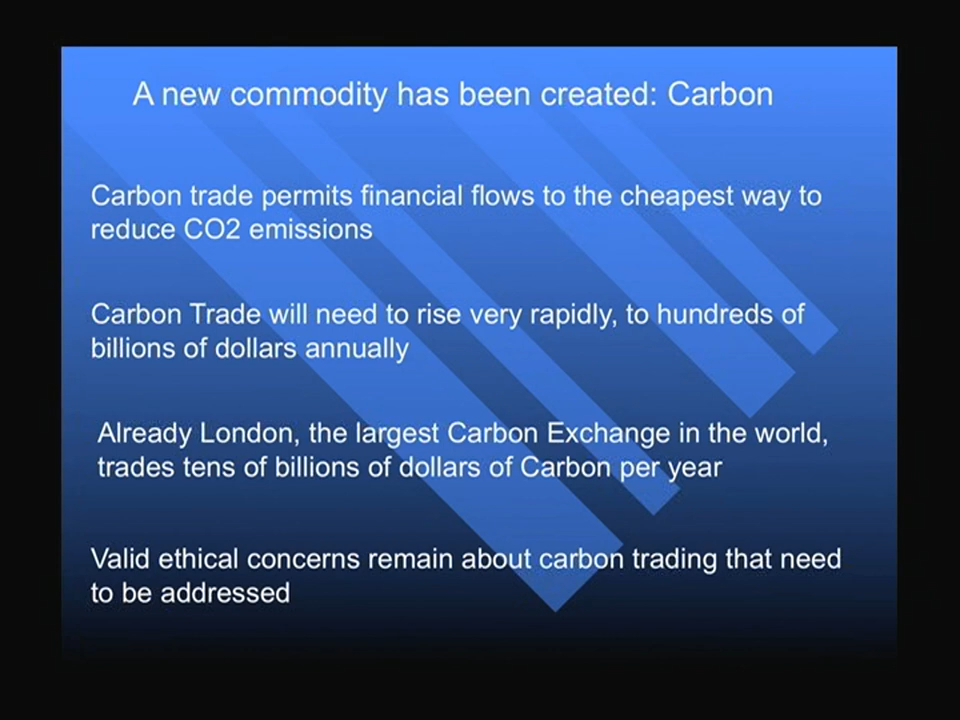 A new commodity has been created: Carbon
Carbon trade permits financial flows to the cheapest way to
reduce CO2 emissions
Carbon Trade will need to rise very rapidly, to hundreds of
billions of dollars annually
Already London, the largest Carbon Exchange in the world,
trades tens of billions of dollars of Carbon per year
Valid ethical concerns remain about carbon trading that need
to be addressed